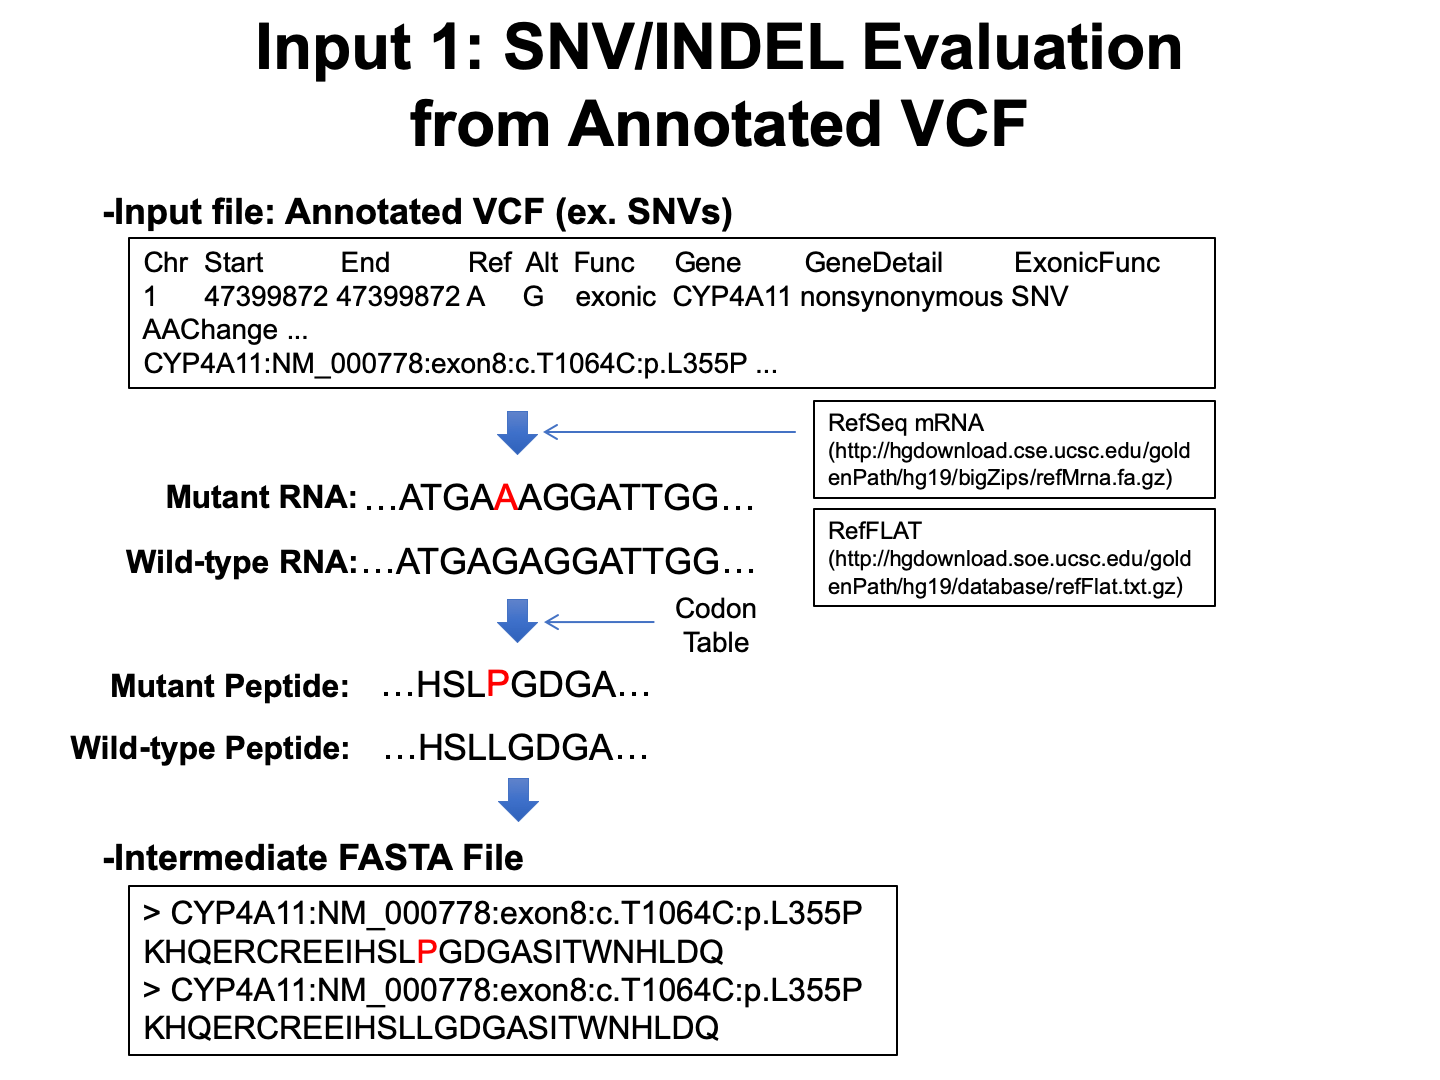 Input 1: SNV/INDEL Evaluation
from Annotated VCF
-Input file: Annotated VCF (ex. SNVs)
Chr Start End Ref Alt Func Gene GeneDetail ExonicFunc
1 47399872 47399872 A G exonic CYP4A11 nonsynonymous SNV
AAChange ...
CYP4A11:NM_000778:exon8:c.T1064C:p.L355P ...
RefSeq mRNA
(http://hgdownload.cse.ucsc.edu/gold
enPath/hg19/bigZips/refMrna.fa.gz)
Mutant RNA: …ATGAAAGGATTGG…
RefFLAT
(http://hgdownload.soe.ucsc.edu/gold
enPath/hg19/database/refFlat.txt.gz)
Wild-type RNA: …ATGAGAGGATTGG…
Codon
Table
Mutant Peptide: …HSLPGDGA…
Wild-type Peptide: …HSLLGDGA…
-Intermediate FASTA File
> CYP4A11:NM_000778:exon8:c.T1064C:p.L355P
KHQERCREEIHSLPGDGASITWNHLDQ
> CYP4A11:NM_000778:exon8:c.T1064C:p.L355P
KHQERCREEIHSLLGDGASITWNHLDQ